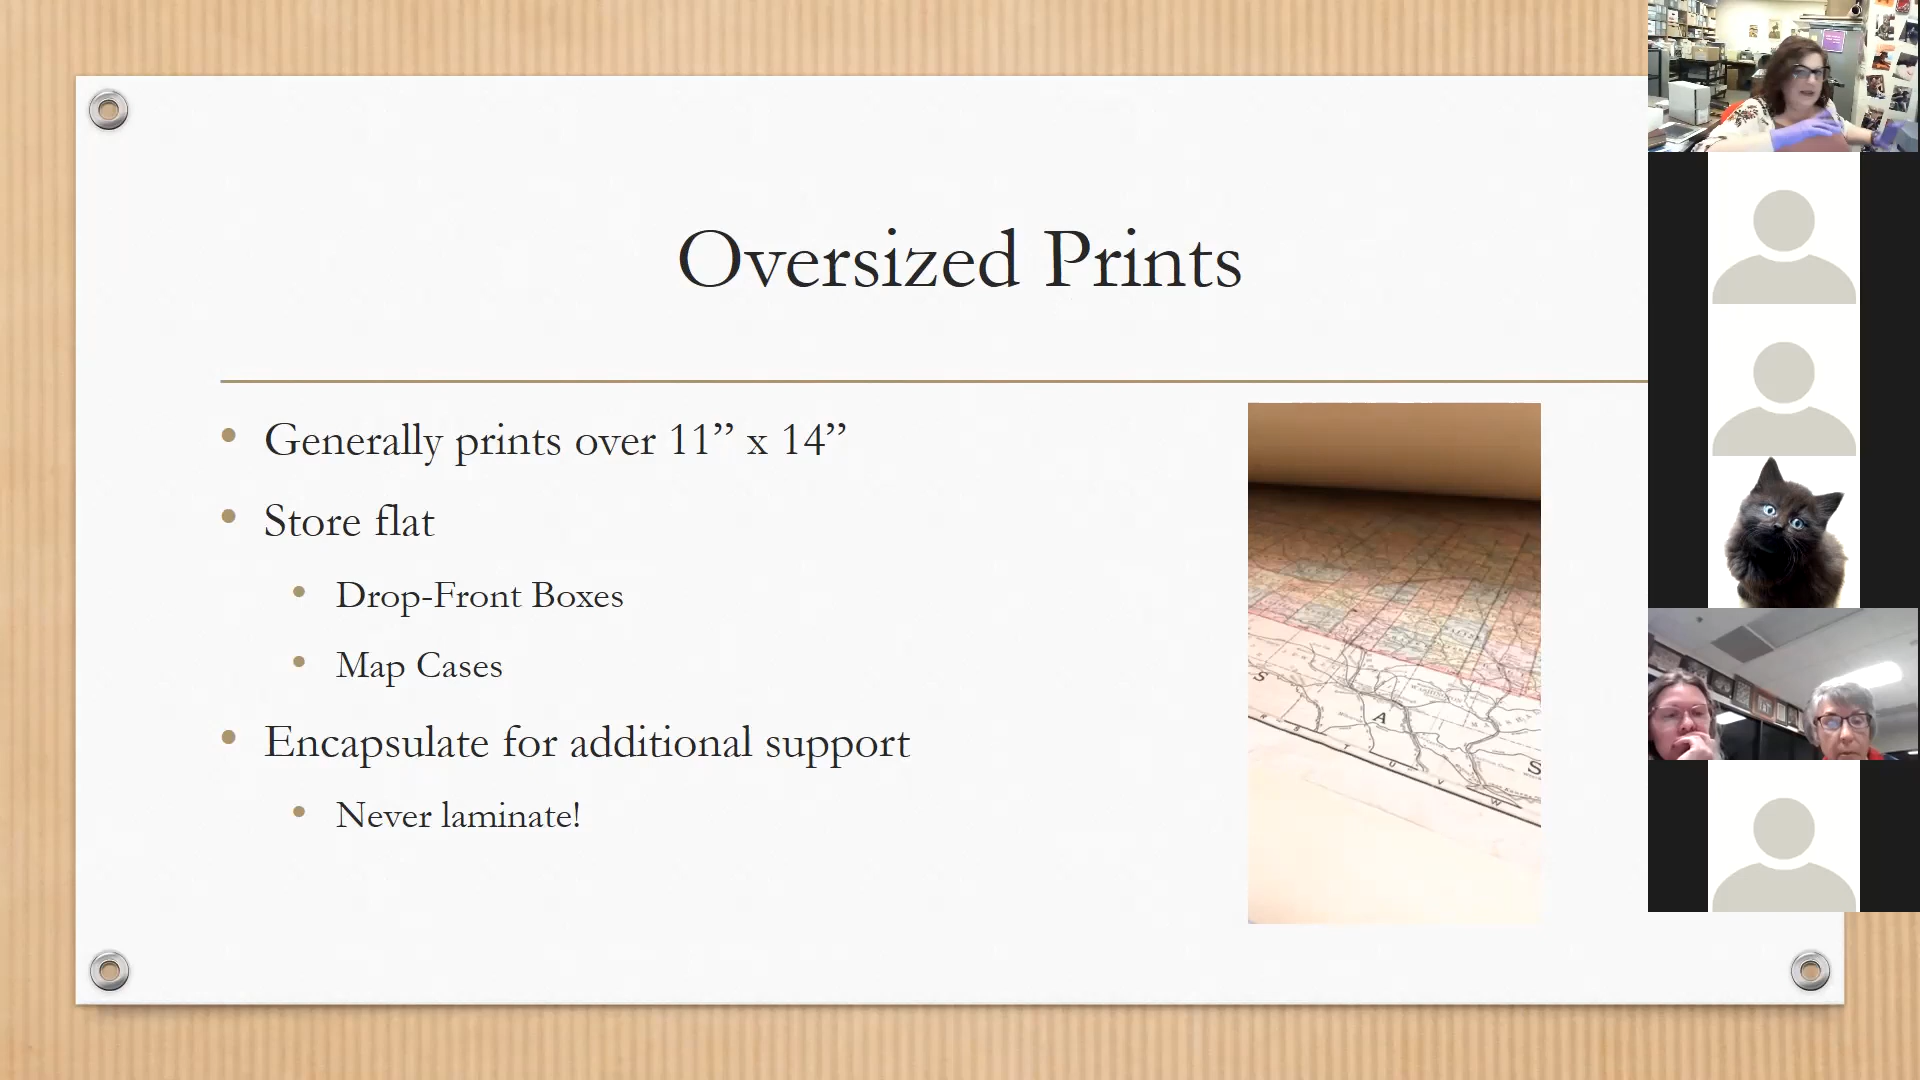 Oversized Prints
• Generally prints over 11” x 14”
• Store flat
• Drop-Front Boxes
• Map Cases
• Encapsulate for additional support
• Never laminate!
S
A
S
R S T U V W